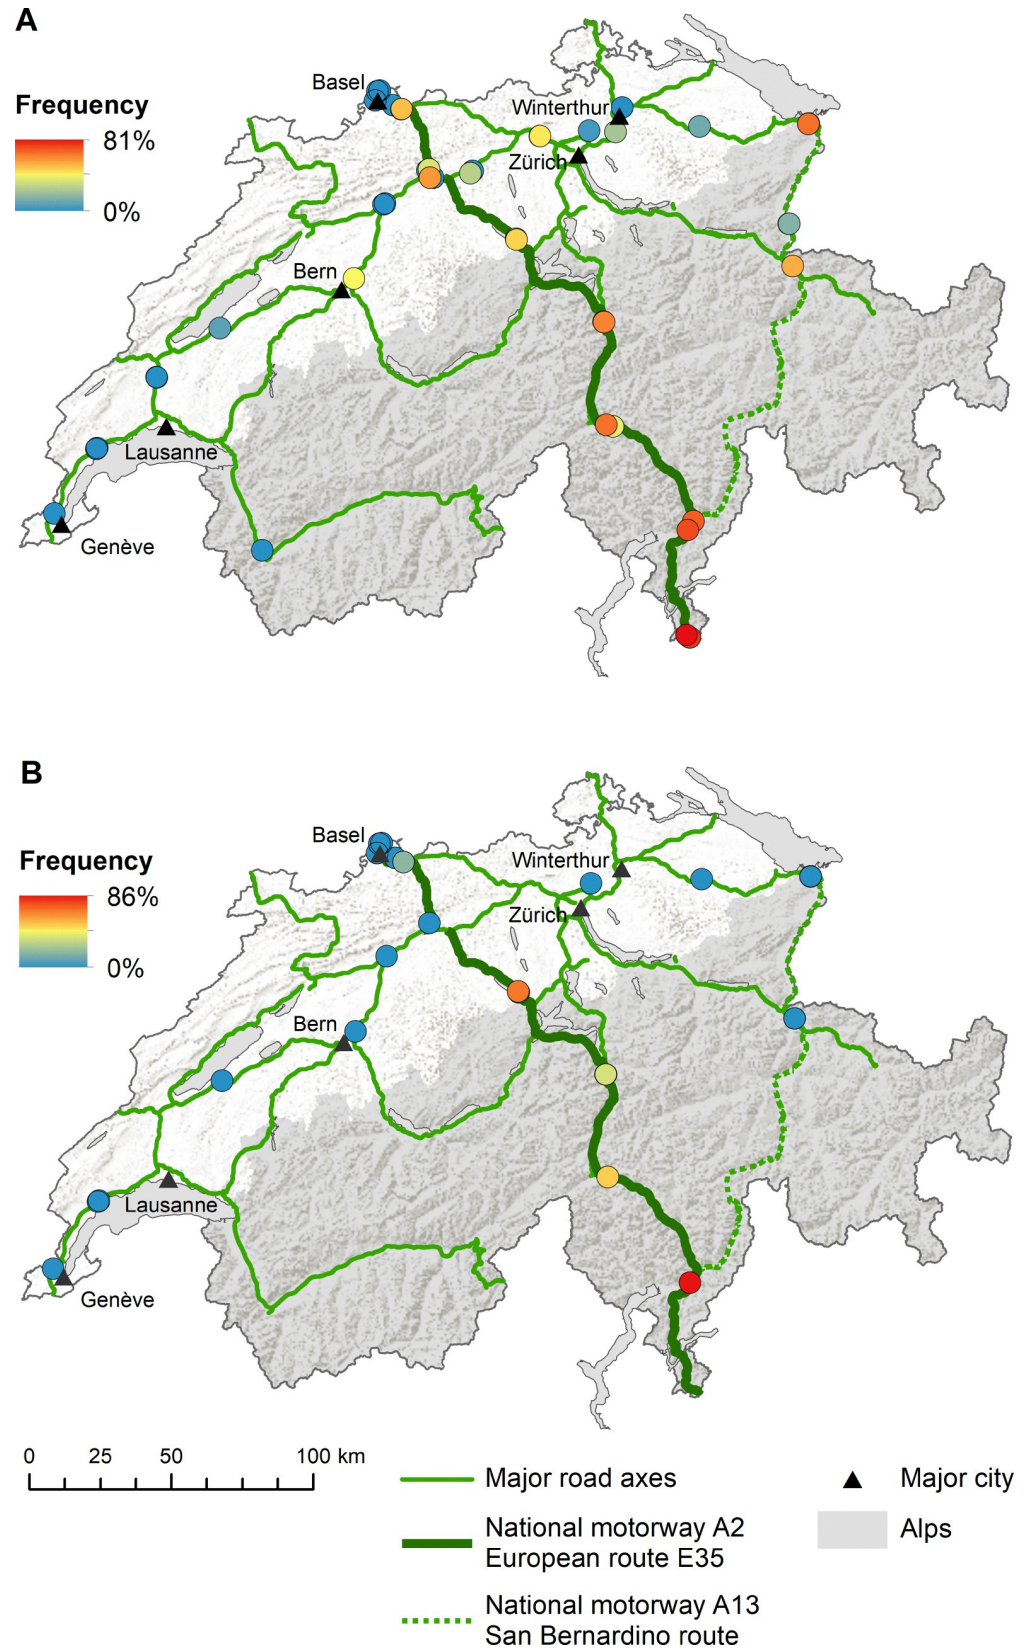 A
Basel
Frequency
81%
0%
Winterthur
Zürich
Bern
Lausanne
Genève
B
Basel
Frequency
86%
0%
Winterthur
Zürich
Bern
Lausanne
Genève
0 25 50 100 km
Major road axes
Major city
National motorway A2
European route E35
Alps
National motorway A13
San Bernardino route